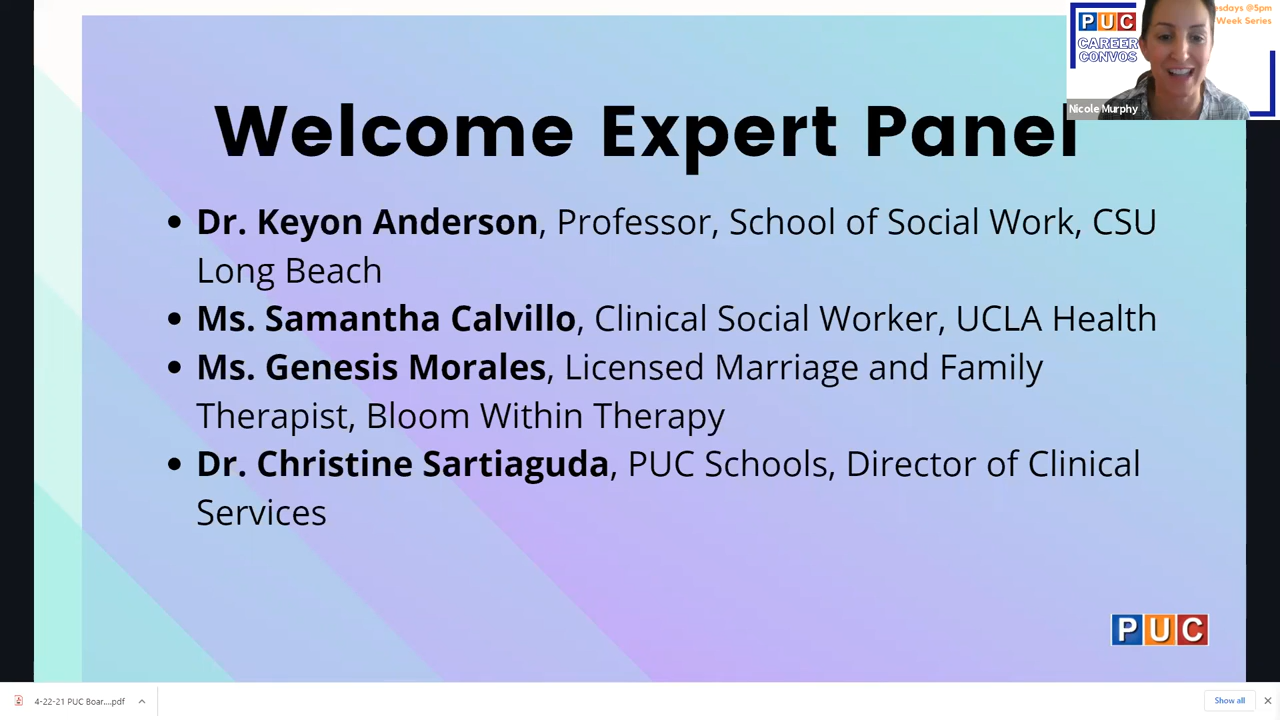 Welcome Expert Panel
• Dr. Keyon Anderson, Professor, School of Social Work, CSU
Long Beach
• Ms. Samantha Calvillo, Clinical Social Worker, UCLA Health
• Ms. Genesis Morales, Licensed Marriage and Family
Therapist, Bloom Within Therapy
• Dr. Christine Sartiaguda, PUC Schools, Director of Clinical
Services
PUC
PUC
CAREER
CONVOS
@5pm
Week Series
Nicole Murphy
4-22-21 PUC Boar....pdf
Show all